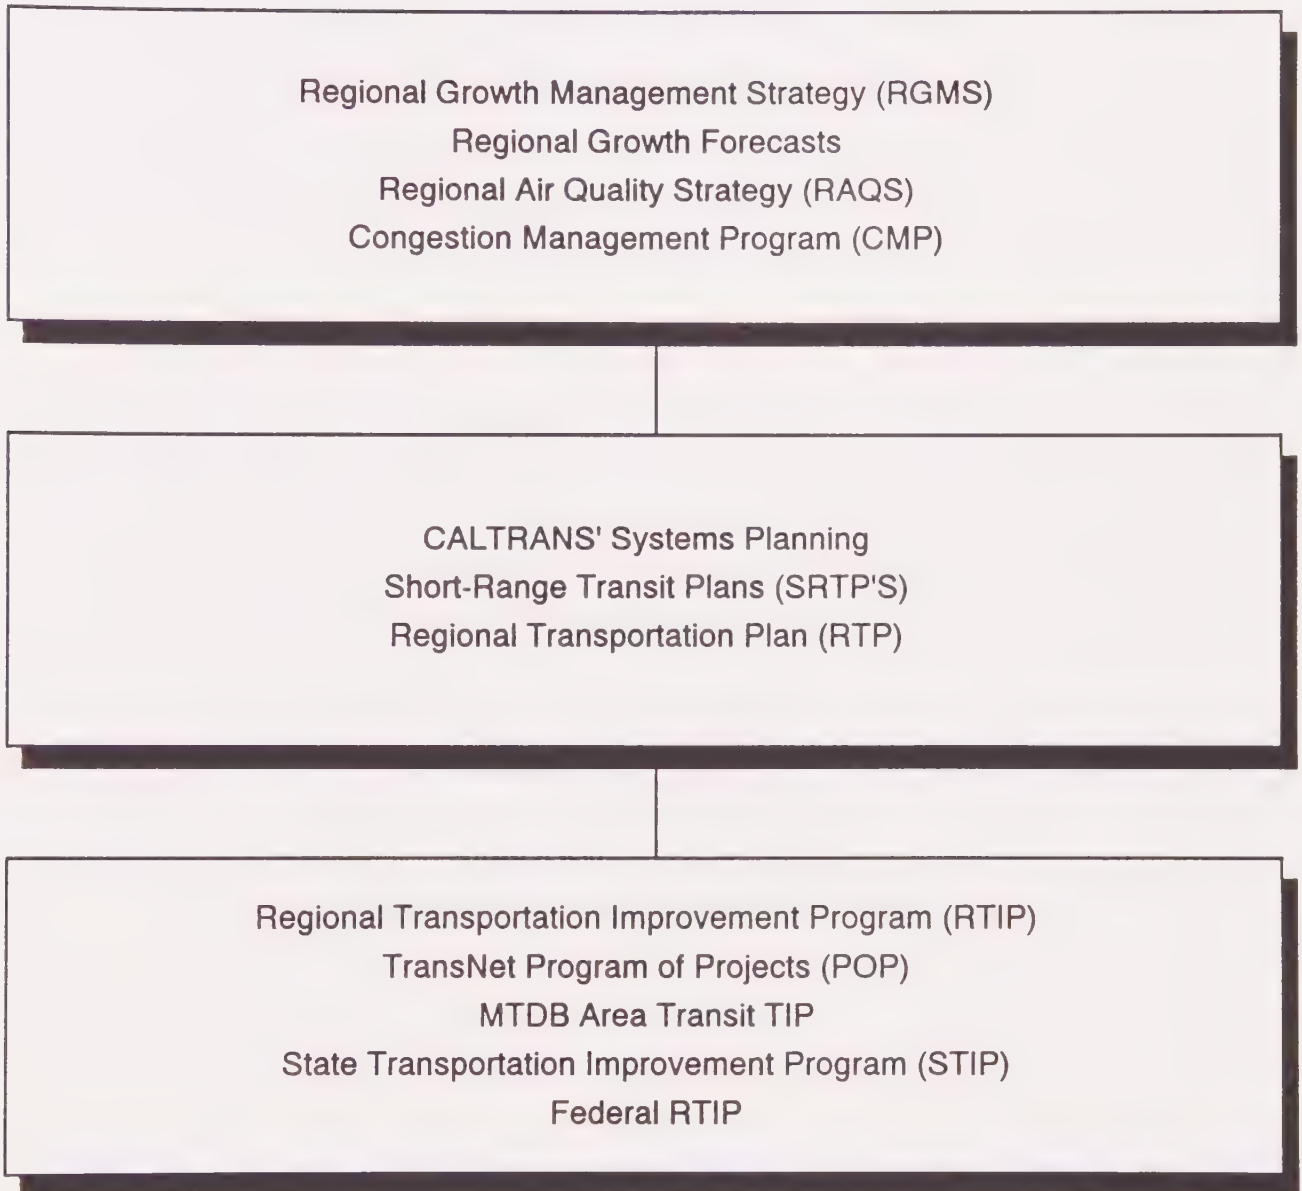 Regional Growth Management Strategy (RGMS)
Regional Growth Forecasts
Regional Air Quality Strategy (RAQS)
Congestion Management Program (CMP)
CALTRANS' Systems Planning
Short-Range Transit Plans (SRTP'S)
Regional Transportation Plan (RTP)
Regional Transportation Improvement Program (RTIP)
TransNet Program of Projects (POP)
MTDB Area Transit TIP
State Transportation Improvement Program (STIP)
Federal RTIP